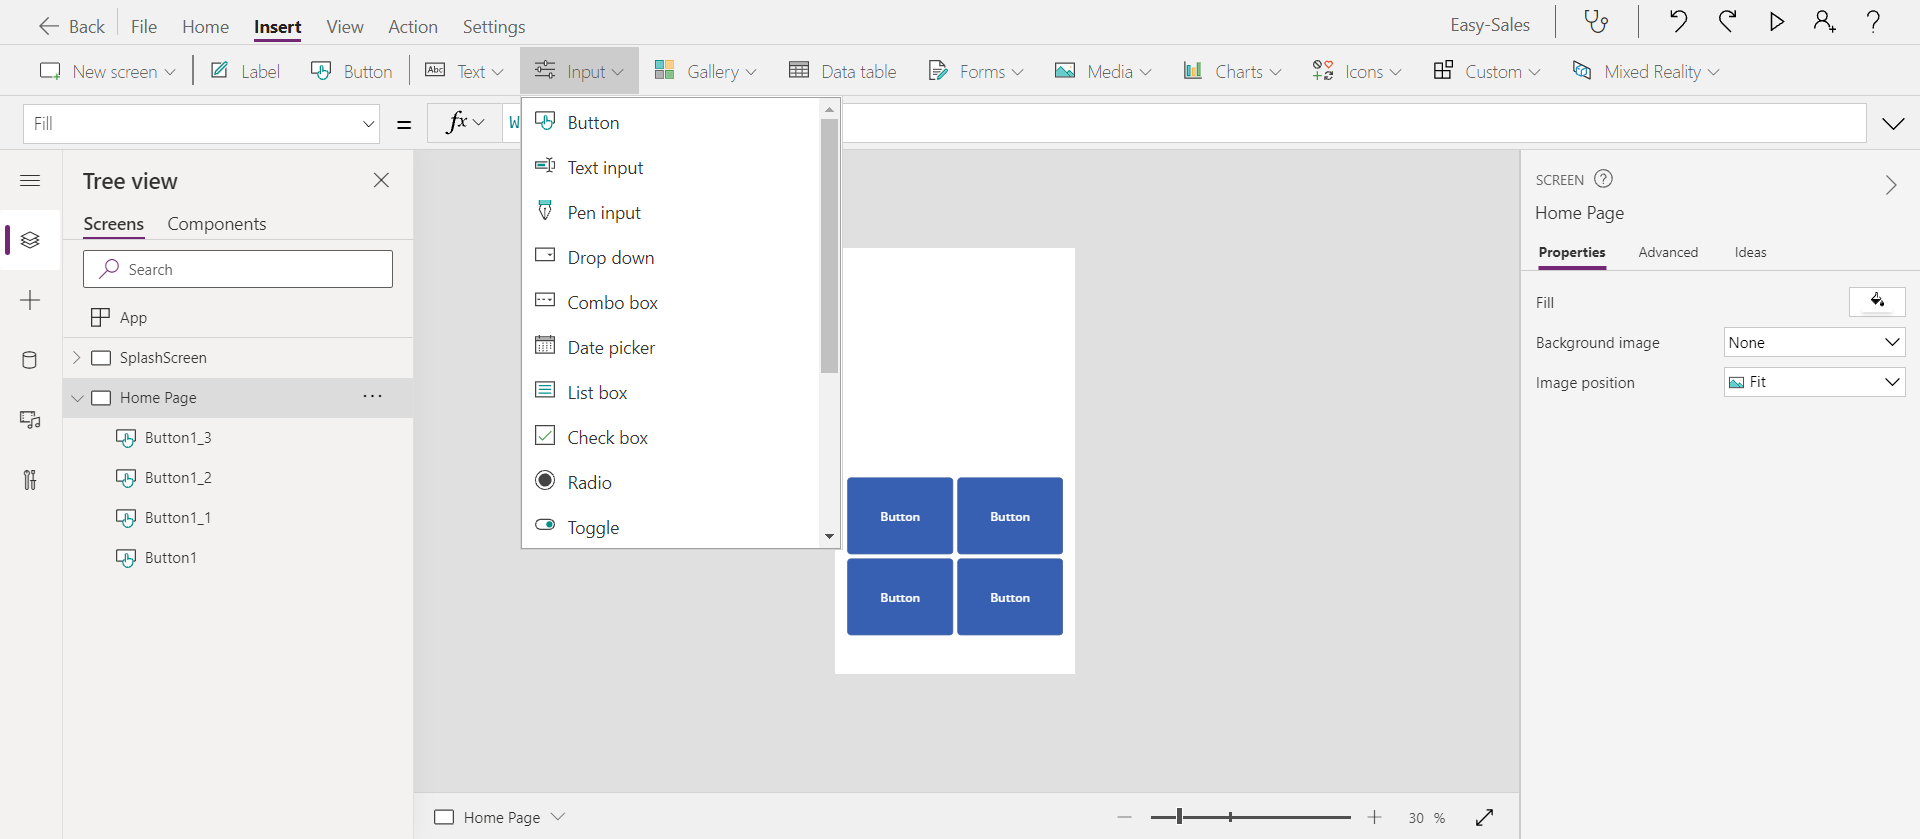 Back File Home Insert View Action Settings Easy-Sales
New screen Label Button Abc Text Input Gallery Data table Forms Media Charts Icons Custom Mixed Reality
Fill = fx W
Button
Text input
Pen input
Drop down
Combo box
Date picker
List box
Check box
Radio
Toggle
Tree view
Screens Components
Search
App
SplashScreen
Home Page ...
Button1_3
Button1_2
Button1_1
Button1
Button Button
Button Button
SCREEN ?
Home Page
Properties Advanced Ideas
Fill
Background image None
Image position Fit
Home Page 30 %